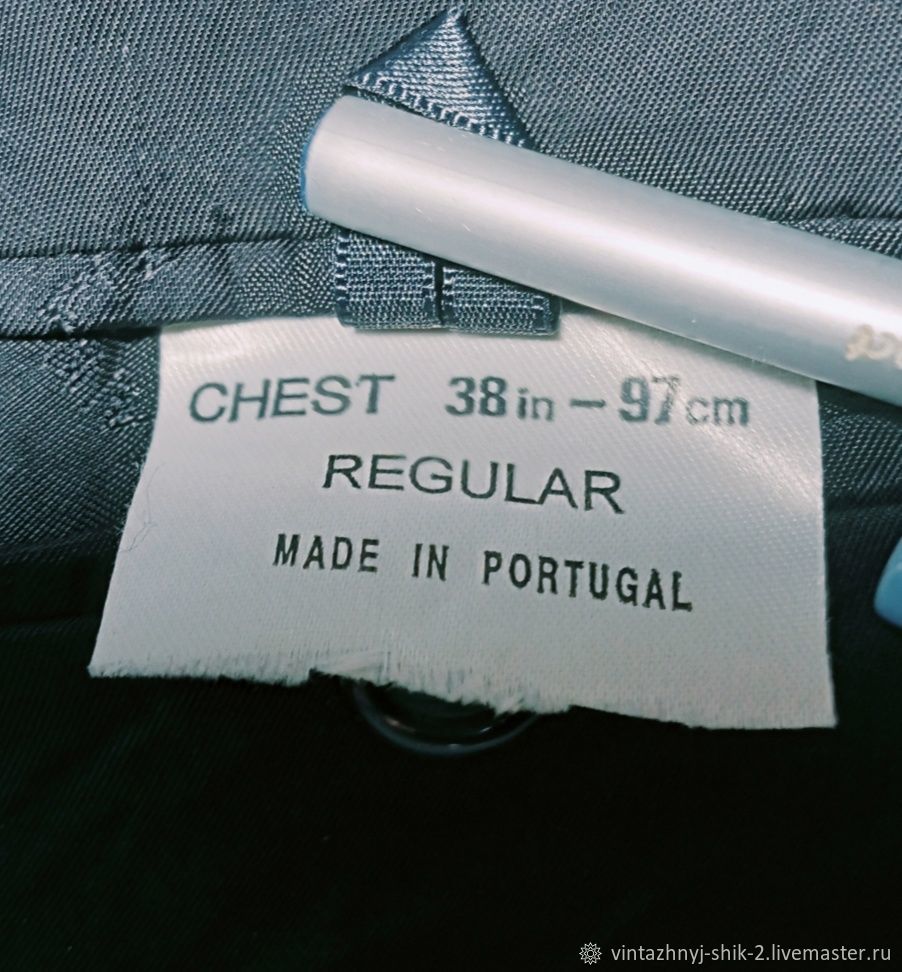 CHEST 38in - 97cm
REGULAR
MADE IN PORTUGAL
vintazhnyj-shik-2.livemaster.ru